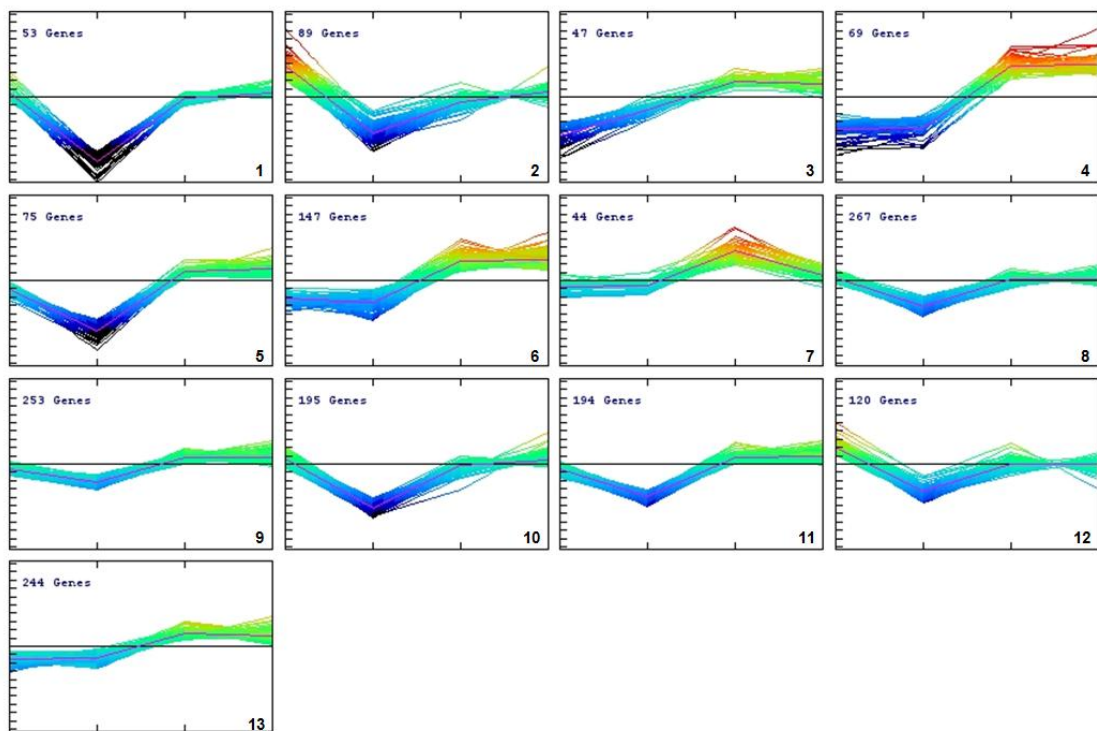 53 Genes
1
89 Genes
2
47 Genes
3
69 Genes
4
75 Genes
5
147 Genes
6
44 Genes
7
267 Genes
8
253 Genes
9
195 Genes
10
194 Genes
11
120 Genes
12
244 Genes
13